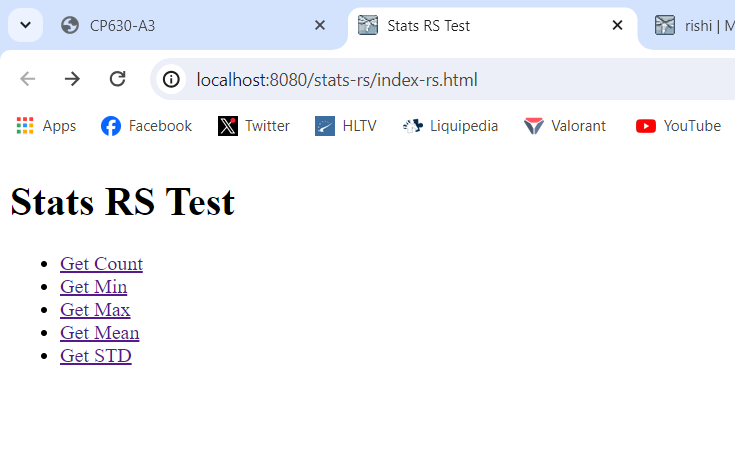 CP630-A3
Stats RS Test
rishi | M
localhost:8080/stats-rs/index-rs.html
Apps
Facebook
Twitter
HLTV
Liquipedia
Valorant
YouTube
Stats RS Test
Get Count
Get Min
Get Max
Get Mean
Get STD